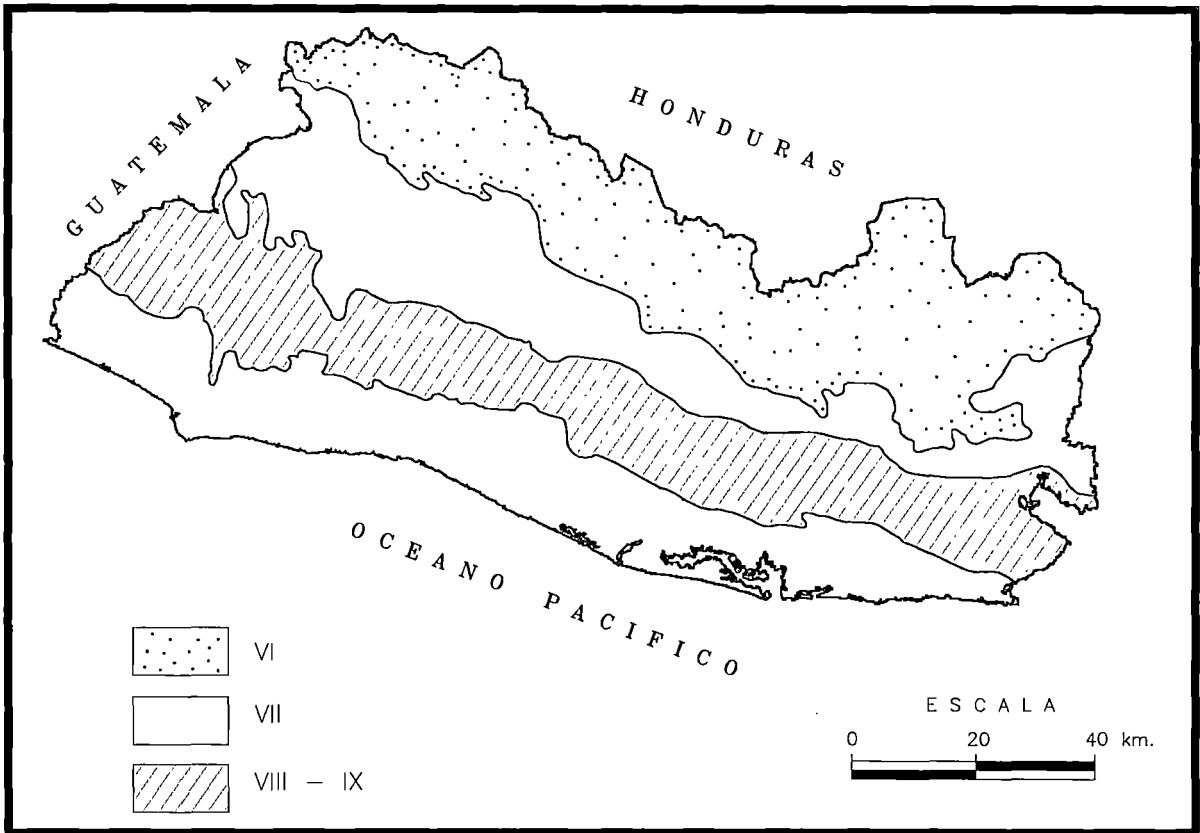 GUATEMALA
HONDURAS
OCEANO PACIFICO
VI
VII
VIII – IX
ESCALA
0 20 40 km.